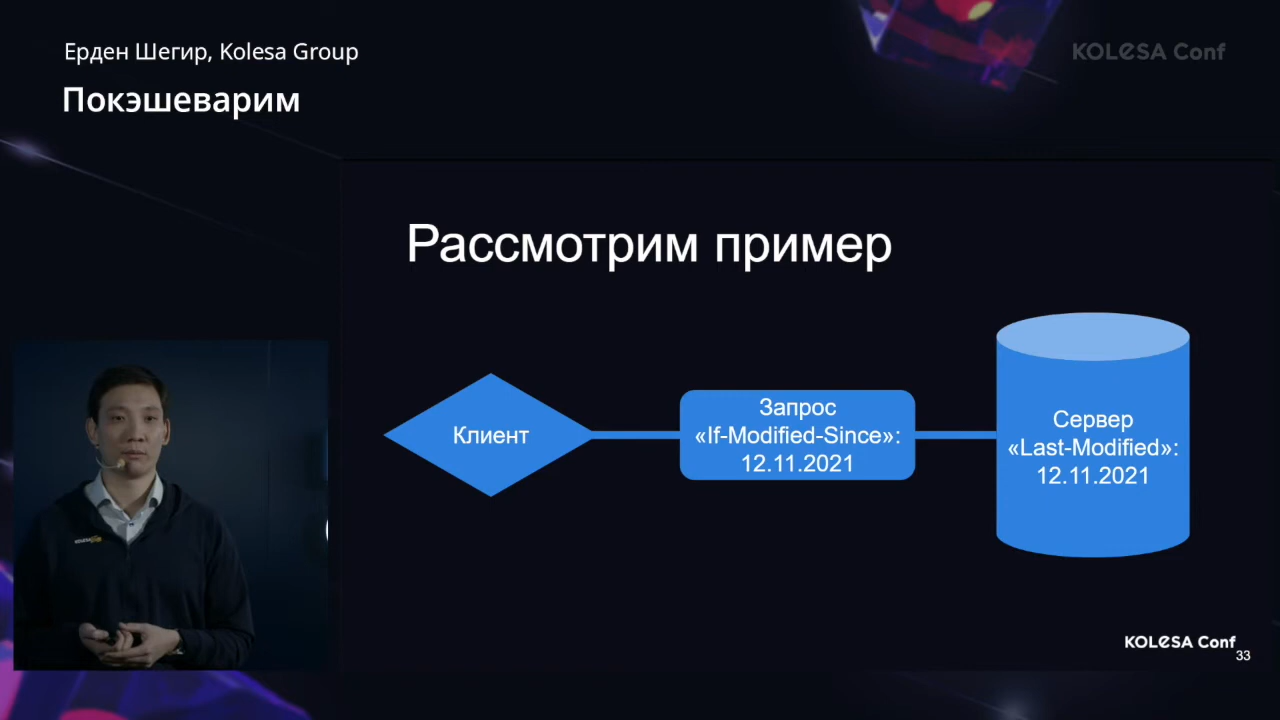 Ерден Шегир, Kolesa Group
KOLESA Conf
Покэшеварим
Рассмотрим пример
Клиент
Запрос
«If-Modified-Since»:
12.11.2021
Сервер
«Last-Modified»:
12.11.2021
KOLESA Conf
33